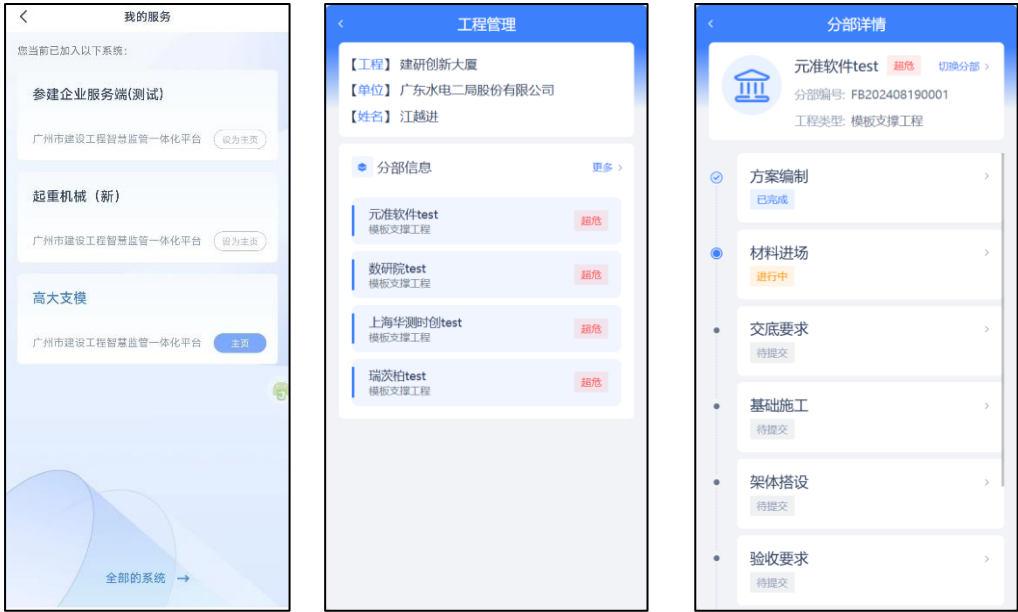 我的服务
您当前已加入以下系统:
参建企业服务端(测试)
广州市建设工程智慧监管一体化平台 设为主页
起重机械（新）
广州市建设工程智慧监管一体化平台 设为主页
高大支模
广州市建设工程智慧监管一体化平台 主页
全部的系统 →
工程管理
【工程】 建研创新大厦
【单位】 广东水电二局股份有限公司
【姓名】 江越进
分部信息 更多
元准软件test 超危
模板支撑工程
数研院test 超危
模板支撑工程
上海华测时创test 超危
模板支撑工程
瑞茨柏test 超危
模板支撑工程
分部详情
元准软件test 超危 切换分部
分部编号: FB202408190001
工程类型: 模板支撑工程
方案编制
已完成
材料进场
进行中
交底要求
待提交
基础施工
待提交
架体搭设
待提交
验收要求
待提交